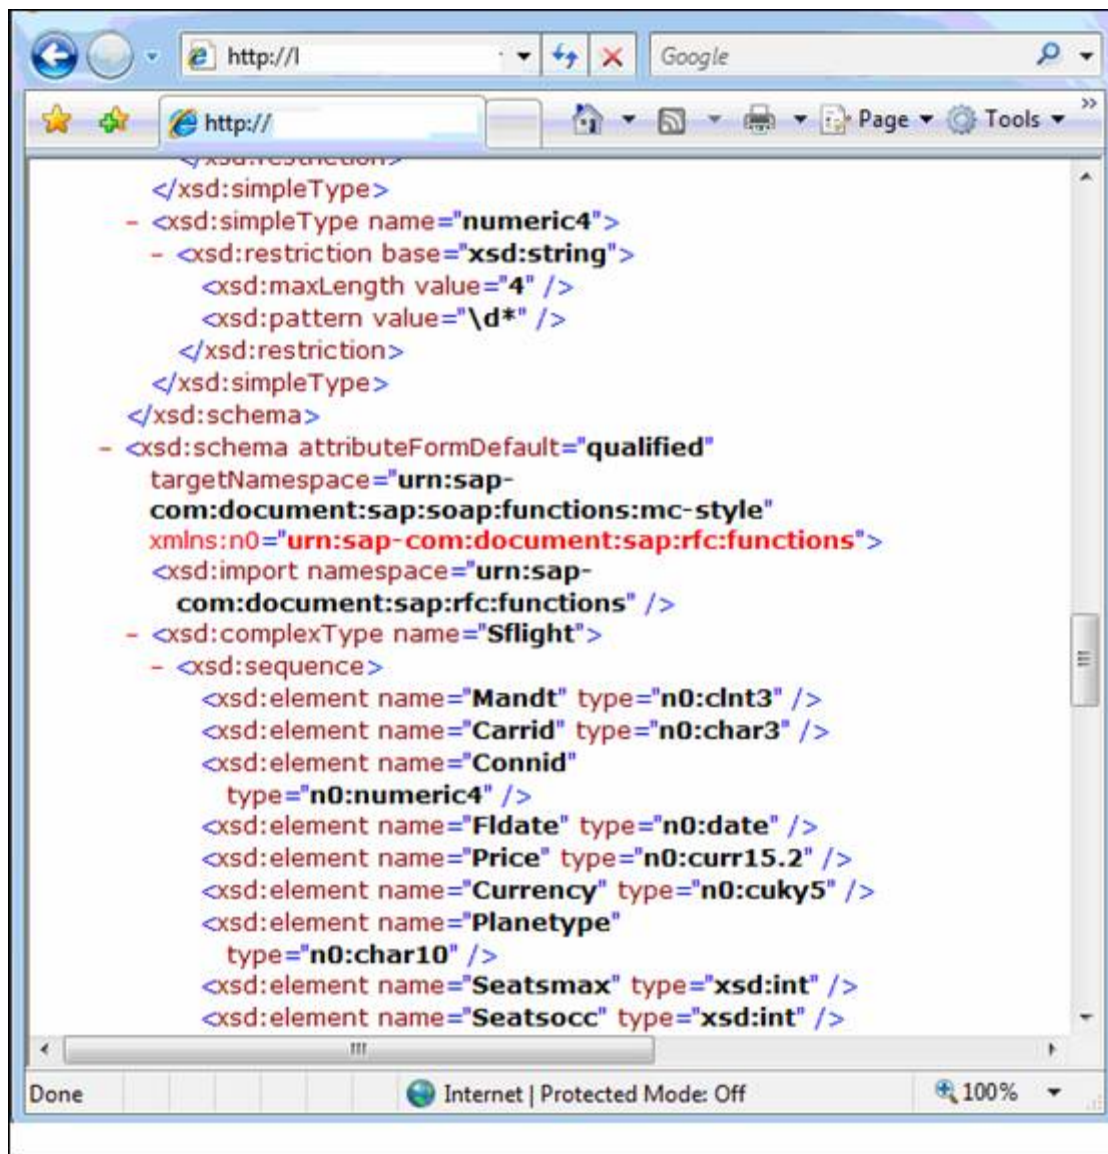 http://l
Google
http://
Page
Tools
</xsd:restriction>
</xsd:simpleType>
- <xsd:simpleType name="numeric4">
- <xsd:restriction base="xsd:string">
<xsd:maxLength value="4" />
<xsd:pattern value="\d*" />
</xsd:restriction>
</xsd:simpleType>
</xsd:schema>
- <xsd:schema attributeFormDefault="qualified"
targetNamespace="urn:sap-
com:document:sap:soap:functions:mc-style"
xmlns:n0="urn:sap-com:document:sap:rfc:functions">
<xsd:import namespace="urn:sap-
com:document:sap:rfc:functions" />
- <xsd:complexType name="Sflight">
- <xsd:sequence>
<xsd:element name="Mandt" type="n0:clnt3" />
<xsd:element name="Carrid" type="n0:char3" />
<xsd:element name="Connid"
type="n0:numeric4" />
<xsd:element name="Fldate" type="n0:date" />
<xsd:element name="Price" type="n0:curr15.2" />
<xsd:element name="Currency" type="n0:cuky5" />
<xsd:element name="Planetype"
type="n0:char10" />
<xsd:element name="Seatsmax" type="xsd:int" />
<xsd:element name="Seatsocc" type="xsd:int" />
Done
Internet | Protected Mode: Off
100%